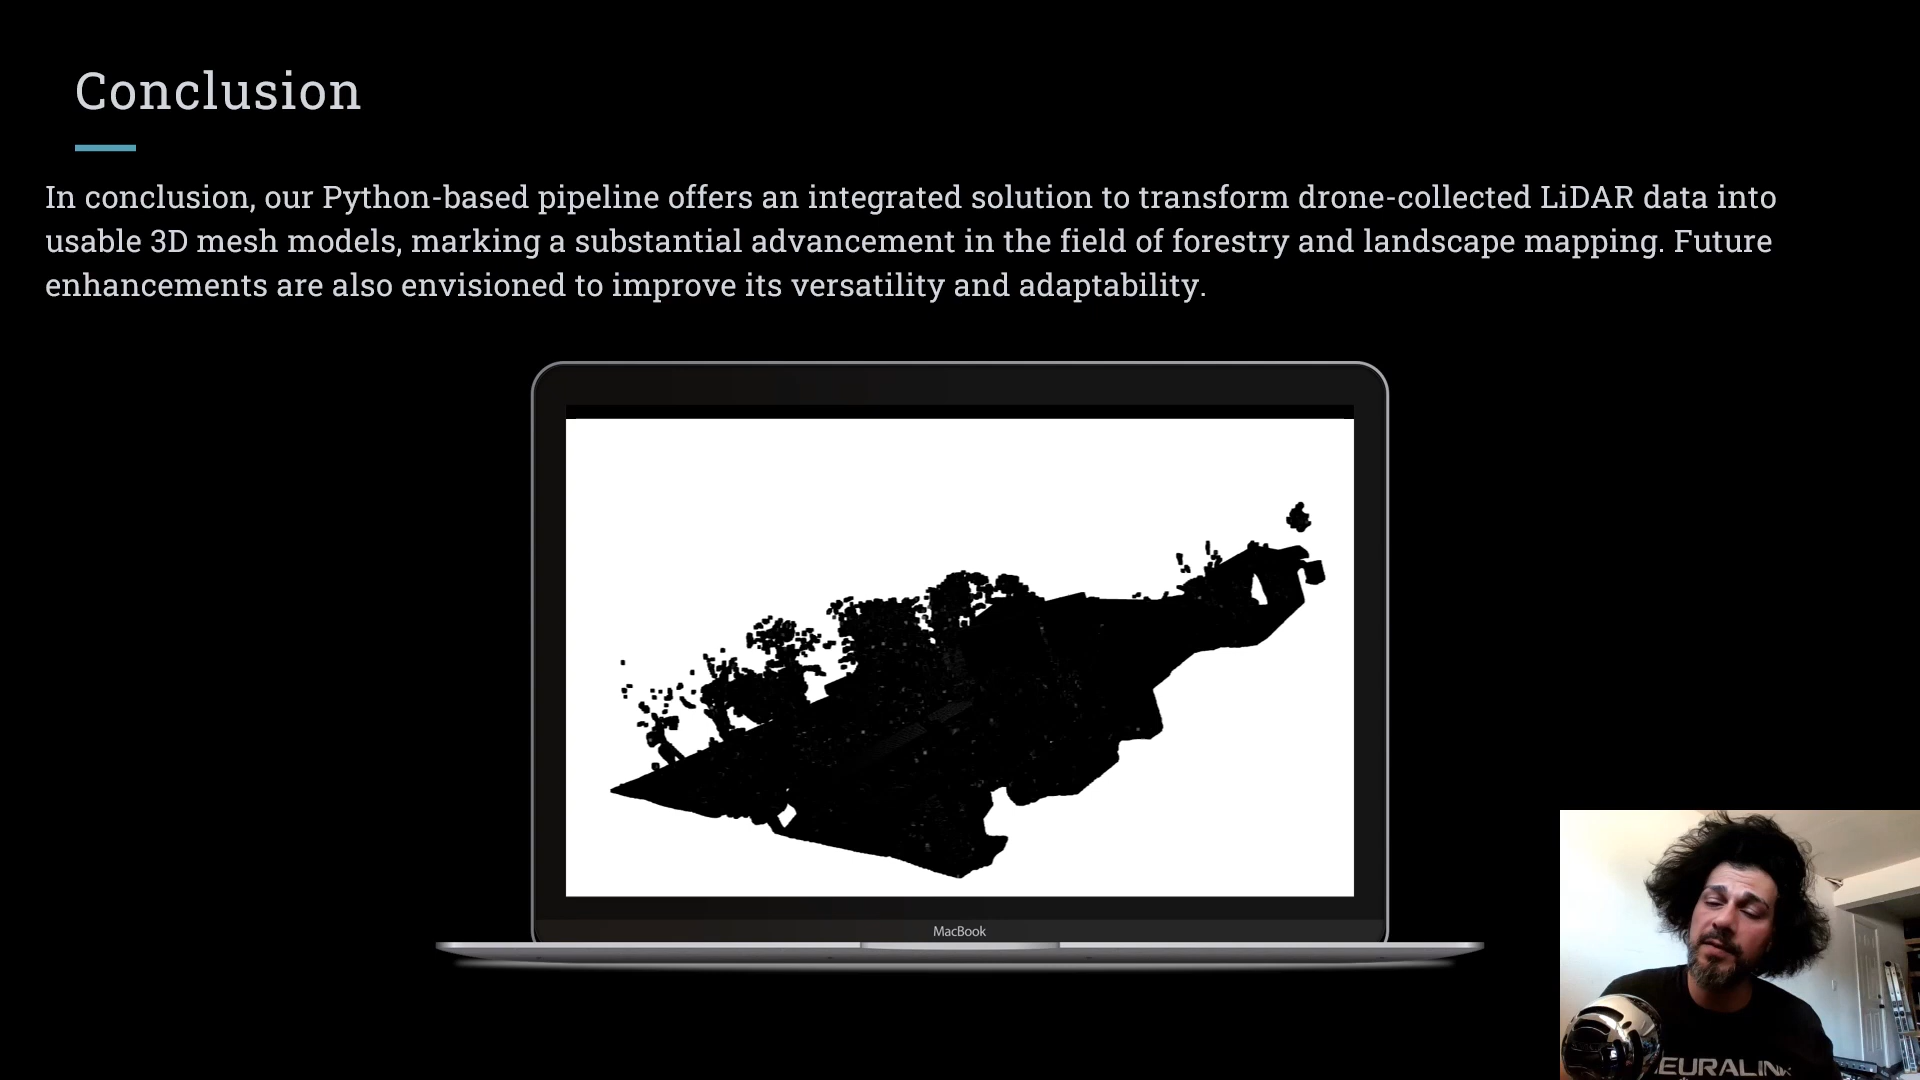 Conclusion
In conclusion, our Python-based pipeline offers an integrated solution to transform drone-collected LiDAR data into
usable 3D mesh models, marking a substantial advancement in the field of forestry and landscape mapping. Future
enhancements are also envisioned to improve its versatility and adaptability.
MacBook
EURALINK